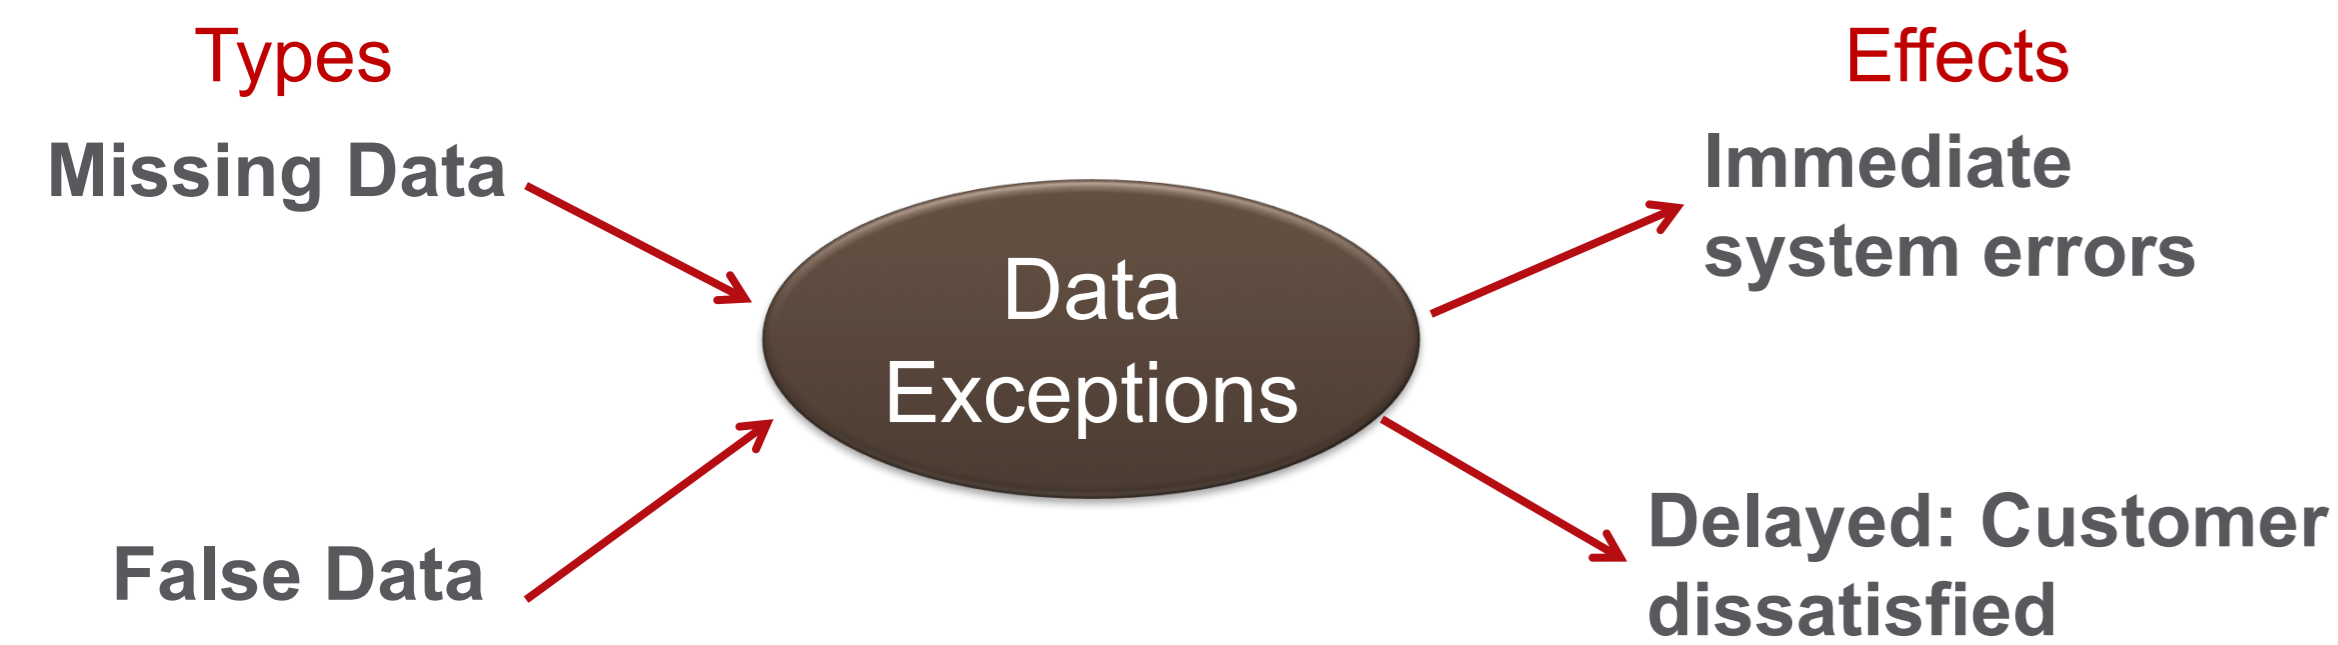 Types
Missing Data
False Data
Data
Exceptions
Effects
Immediate
system errors
Delayed: Customer
dissatisfied